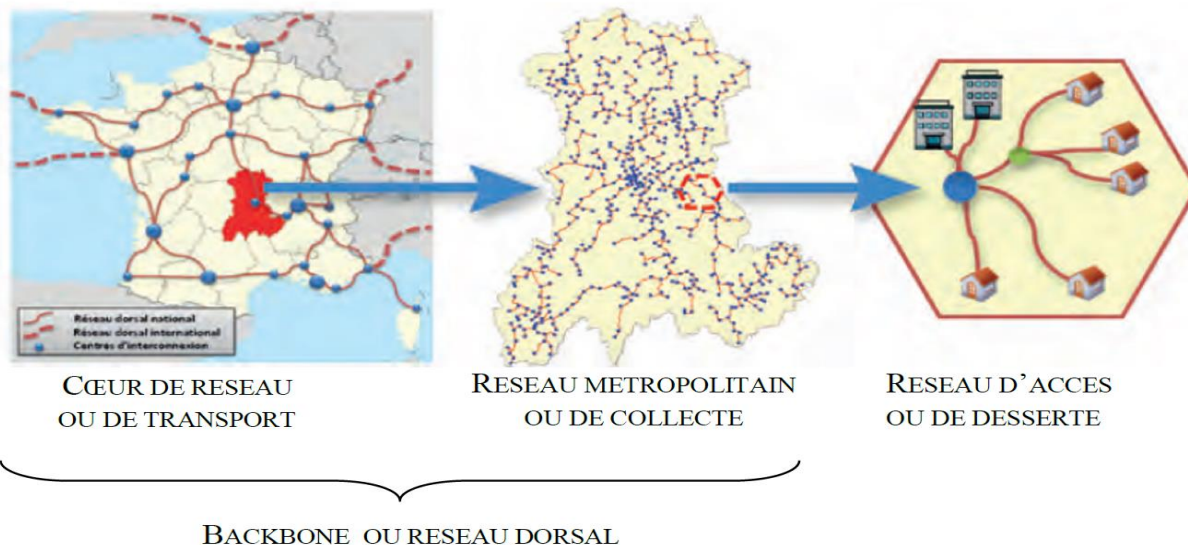 Réseau dorsal national
Réseau dorsal international
Centres d'interconnexion
CŒUR DE RESEAU
OU DE TRANSPORT
RESEAU METROPOLITAIN
OU DE COLLECTE
RESEAU D'ACCES
OU DE DESSERTE
BACKBONE OU RESEAU DORSAL